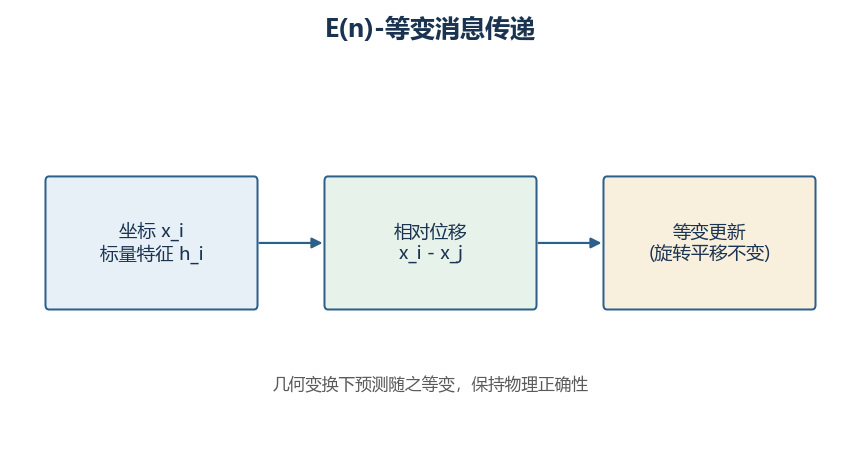 E(n)-等变消息传递
坐标 x_i
标量特征 h_i
相对位移
x_i - x_j
等变更新
(旋转平移不变)
几何变换下预测随之等变，保持物理正确性